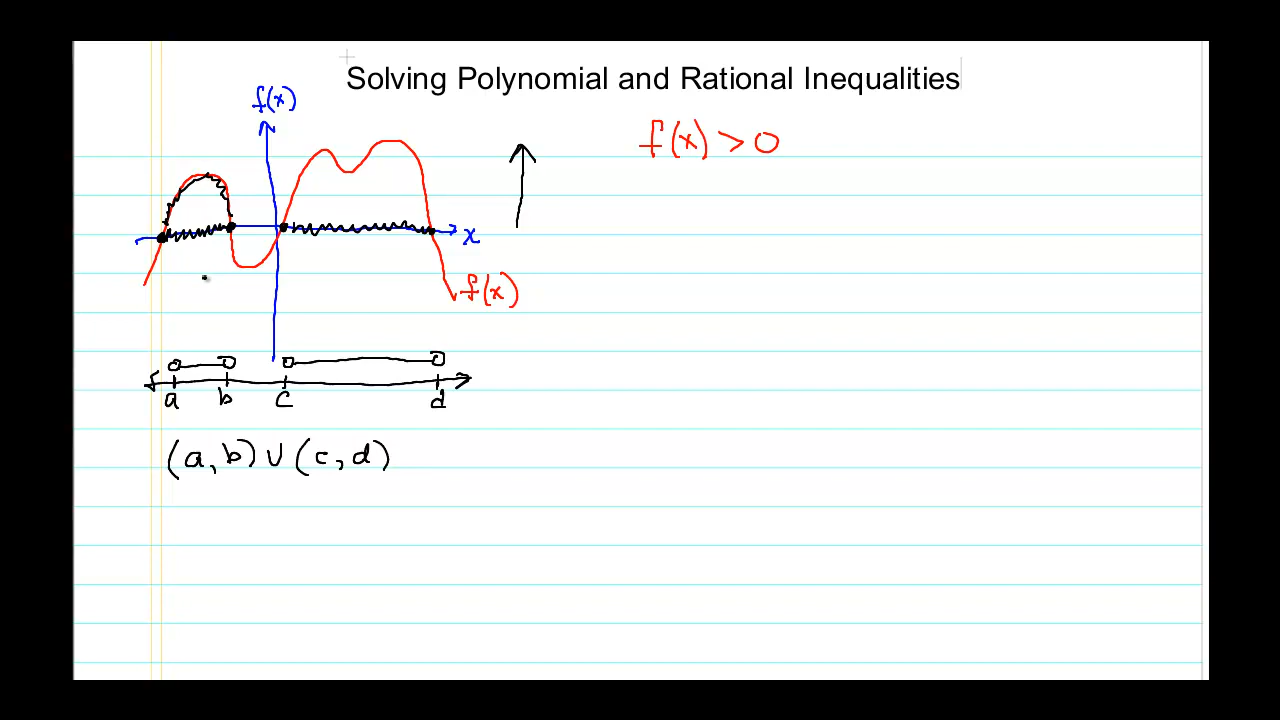 Solving Polynomial and Rational Inequalities
f(x)
f(x) > 0
x
f(x)
a b c d
(a, b) ∪ (c, d)